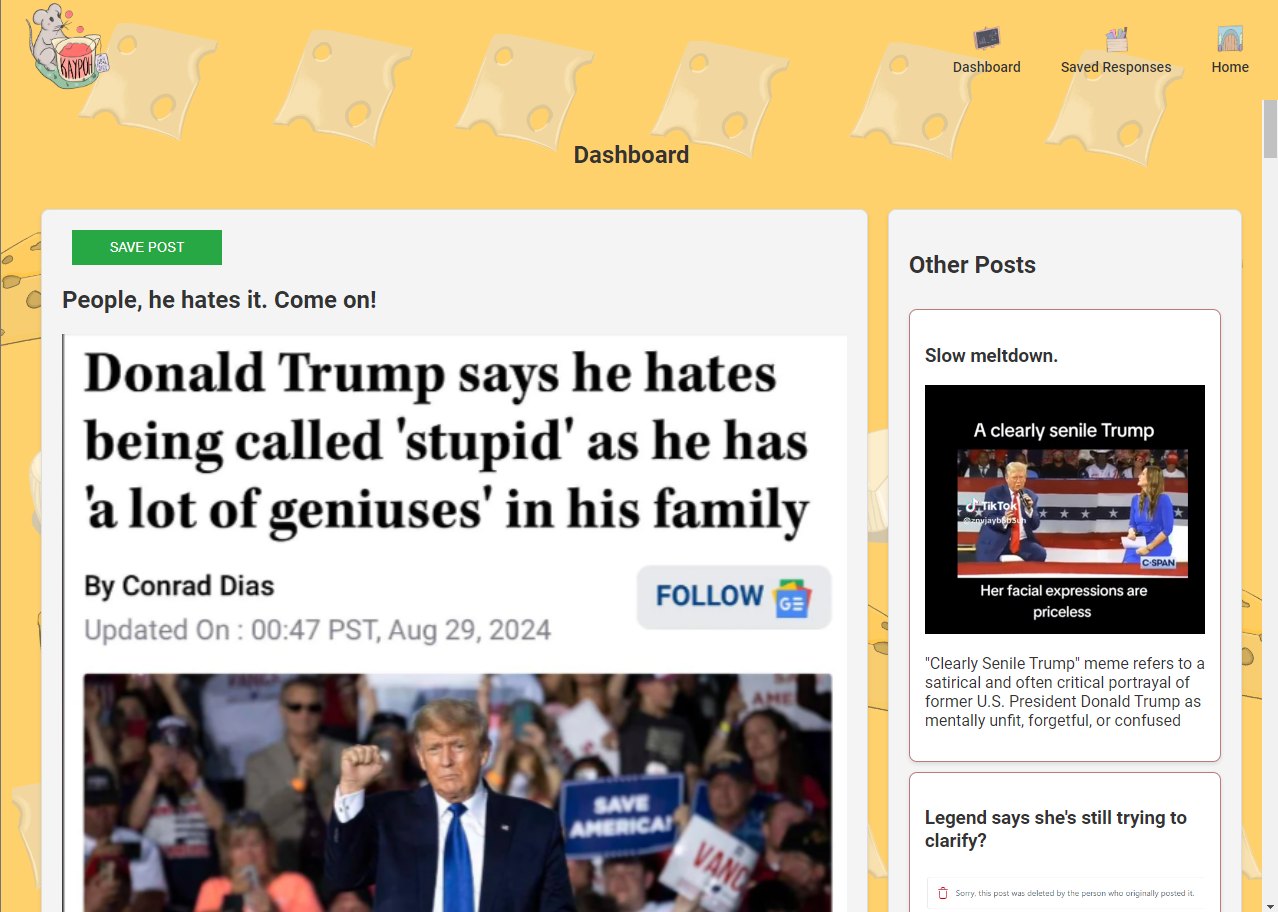 KAYPOH
Dashboard
Saved Responses
Home
Dashboard
SAVE POST
People, he hates it. Come on!
Donald Trump says he hates
being called 'stupid' as he has
'a lot of geniuses' in his family
By Conrad Dias
FOLLOW GE
Updated On : 00:47 PST, Aug 29, 2024
SAVE
AMERICA!
VANC
AME
Other Posts
Slow meltdown.
A clearly senile Trump
TikTok
C-SPAN
Her facial expressions are
priceless
"Clearly Senile Trump" meme refers to a
satirical and often critical portrayal of
former U.S. President Donald Trump as
mentally unfit, forgetful, or confused
Legend says she's still trying to
clarify?
Sorry, this post was deleted by the person who originally posted it.